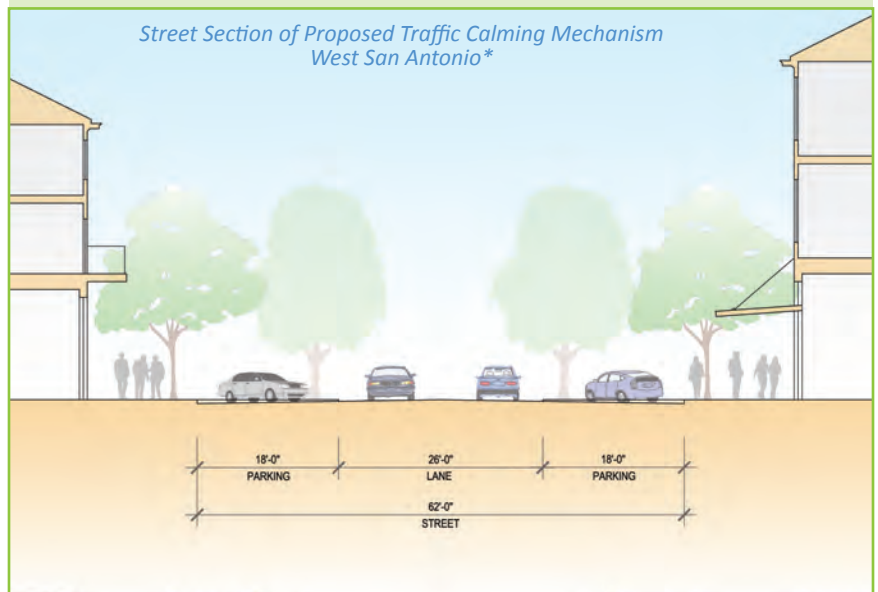 Street Section of Proposed Traffic Calming Mechanism
West San Antonio*
18'-0" 26'-0" 18'-0"
PARKING LANE PARKING
62'-0"
STREET